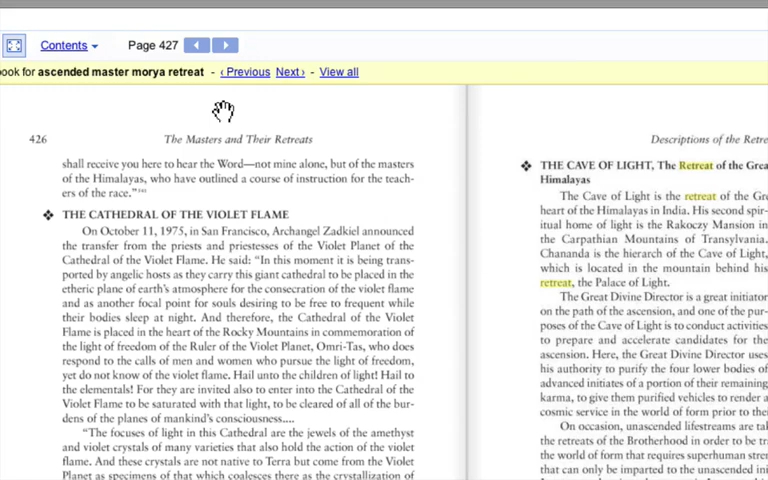 Contents
Page 427
book for ascended master morya retreat - ‹ Previous Next › - View all
426 The Masters and Their Retreats
shall receive you here to hear the Word—not mine alone, but of the masters
of the Himalayas, who have outlined a course of instruction for the teach-
ers of the race."
❖ THE CATHEDRAL OF THE VIOLET FLAME
On October 11, 1975, in San Francisco, Archangel Zadkiel announced
the transfer from the priests and priestesses of the Violet Planet of the
Cathedral of the Violet Flame. He said: "In this moment it is being trans-
ported by angelic hosts as they carry this giant cathedral to be placed in the
etheric plane of earth's atmosphere for the consecration of the violet flame
and as another focal point for souls desiring to be free to frequent while
their bodies sleep at night. And therefore, the Cathedral of the Violet
Flame is placed in the heart of the Rocky Mountains in commemoration of
the light of freedom of the Ruler of the Violet Planet, Omri-Tas, who does
respond to the calls of men and women who pursue the light of freedom,
yet do not know of the violet flame. Hail unto the children of light! Hail to
the elementals! For they are invited also to enter into the Cathedral of the
Violet Flame to be saturated with that light, to be cleared of all of the bur-
dens of the planes of mankind's consciousness....
"The focuses of light in this Cathedral are the jewels of the amethyst
and violet crystals of many varieties that also hold the action of the violet
flame. And these crystals are not native to Terra but come from the Violet
Planet as specimens of that which coalesces there as the crystallization of
Descriptions of the Retre
❖ THE CAVE OF LIGHT, The Retreat of the Grea
Himalayas
The Cave of Light is the retreat of the Gre
heart of the Himalayas in India. His second spir-
itual home of light is the Rakoczy Mansion in
the Carpathian Mountains of Transylvania.
Chananda is the hierarch of the Cave of Light,
which is located in the mountain behind his
retreat, the Palace of Light.
The Great Divine Director is a great initiator
on the path of the ascension, and one of the pur-
poses of the Cave of Light is to conduct activities
to prepare and accelerate candidates for the
ascension. Here, the Great Divine Director uses
his authority to purify the four lower bodies of
advanced initiates of a portion of their remaining
karma, to give them purified vehicles to render a
cosmic service in the world of form prior to the
On occasion, unascended lifestreams are tak
the retreats of the Brotherhood in order to be tr
the world of form that requires superhuman stren
that can only be imparted to the unascended ini